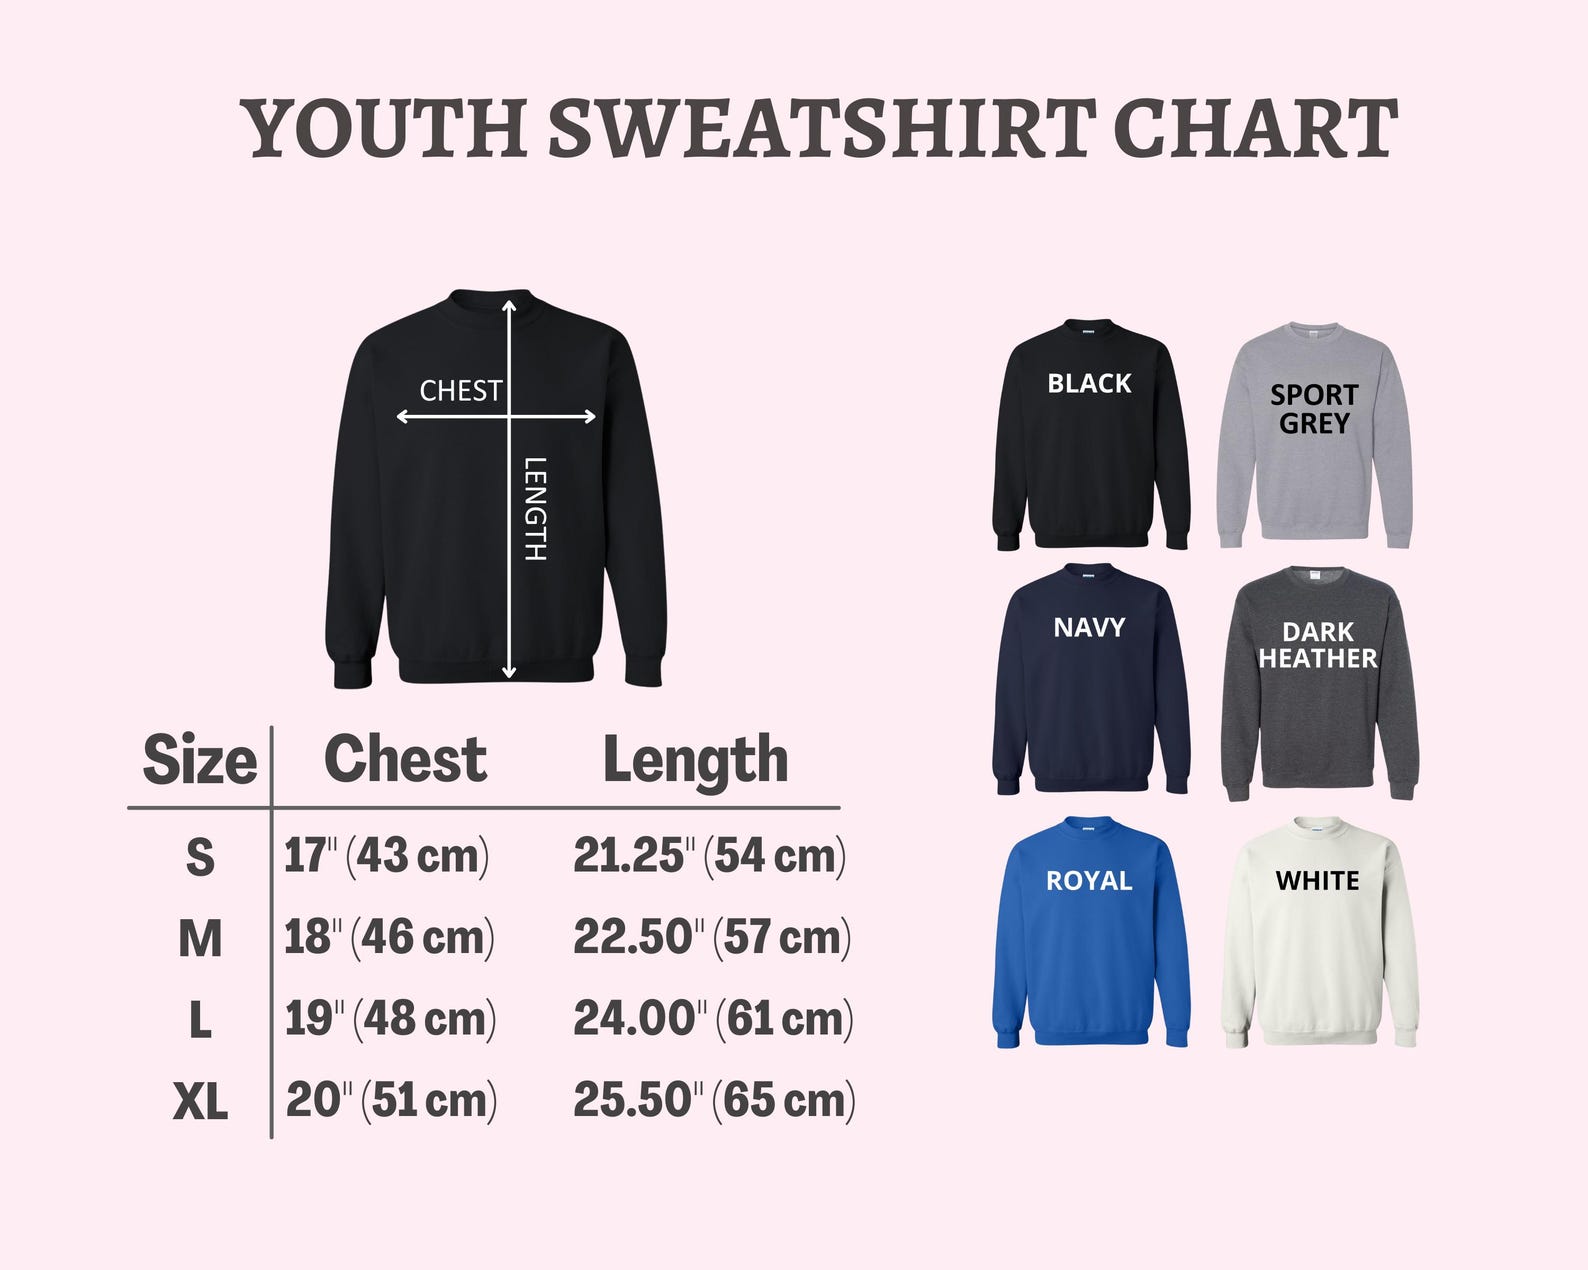 YOUTH SWEATSHIRT CHART
CHEST
LENGTH
Size Chest Length
S 17" (43 cm) 21.25" (54 cm)
M 18" (46 cm) 22.50" (57 cm)
L 19" (48 cm) 24.00" (61 cm)
XL 20" (51 cm) 25.50" (65 cm)
BLACK
SPORT
GREY
NAVY
DARK
HEATHER
ROYAL
WHITE